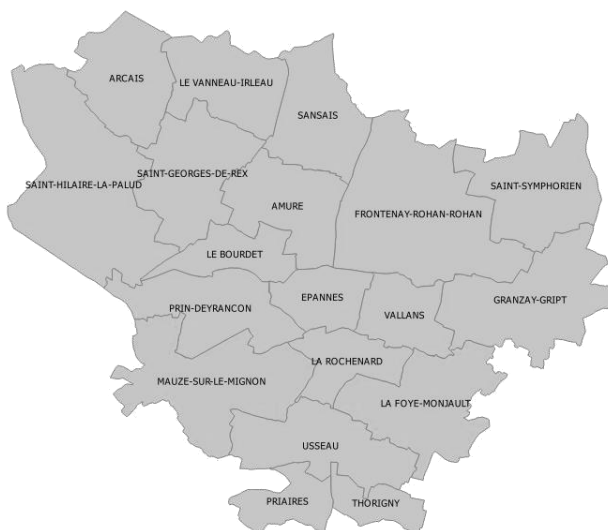 ARCAIS
LE VANNEAU-IRLEAU
SANSAIS
SAINT-GEORGES-DE-REX
SAINT-HILAIRE-LA-PALUD
SAINT-SYMPHORIEN
AMURE
FRONTENAY-ROHAN-ROHAN
LE BOURDET
EPANNES
GRANZAY-GRIPT
PRIN-DEYRANCON
VALLANS
LA ROCHENARD
MAUZE-SUR-LE-MIGNON
LA FOYE-MONJAULT
USSEAU
PRIAIRES
THORIGNY